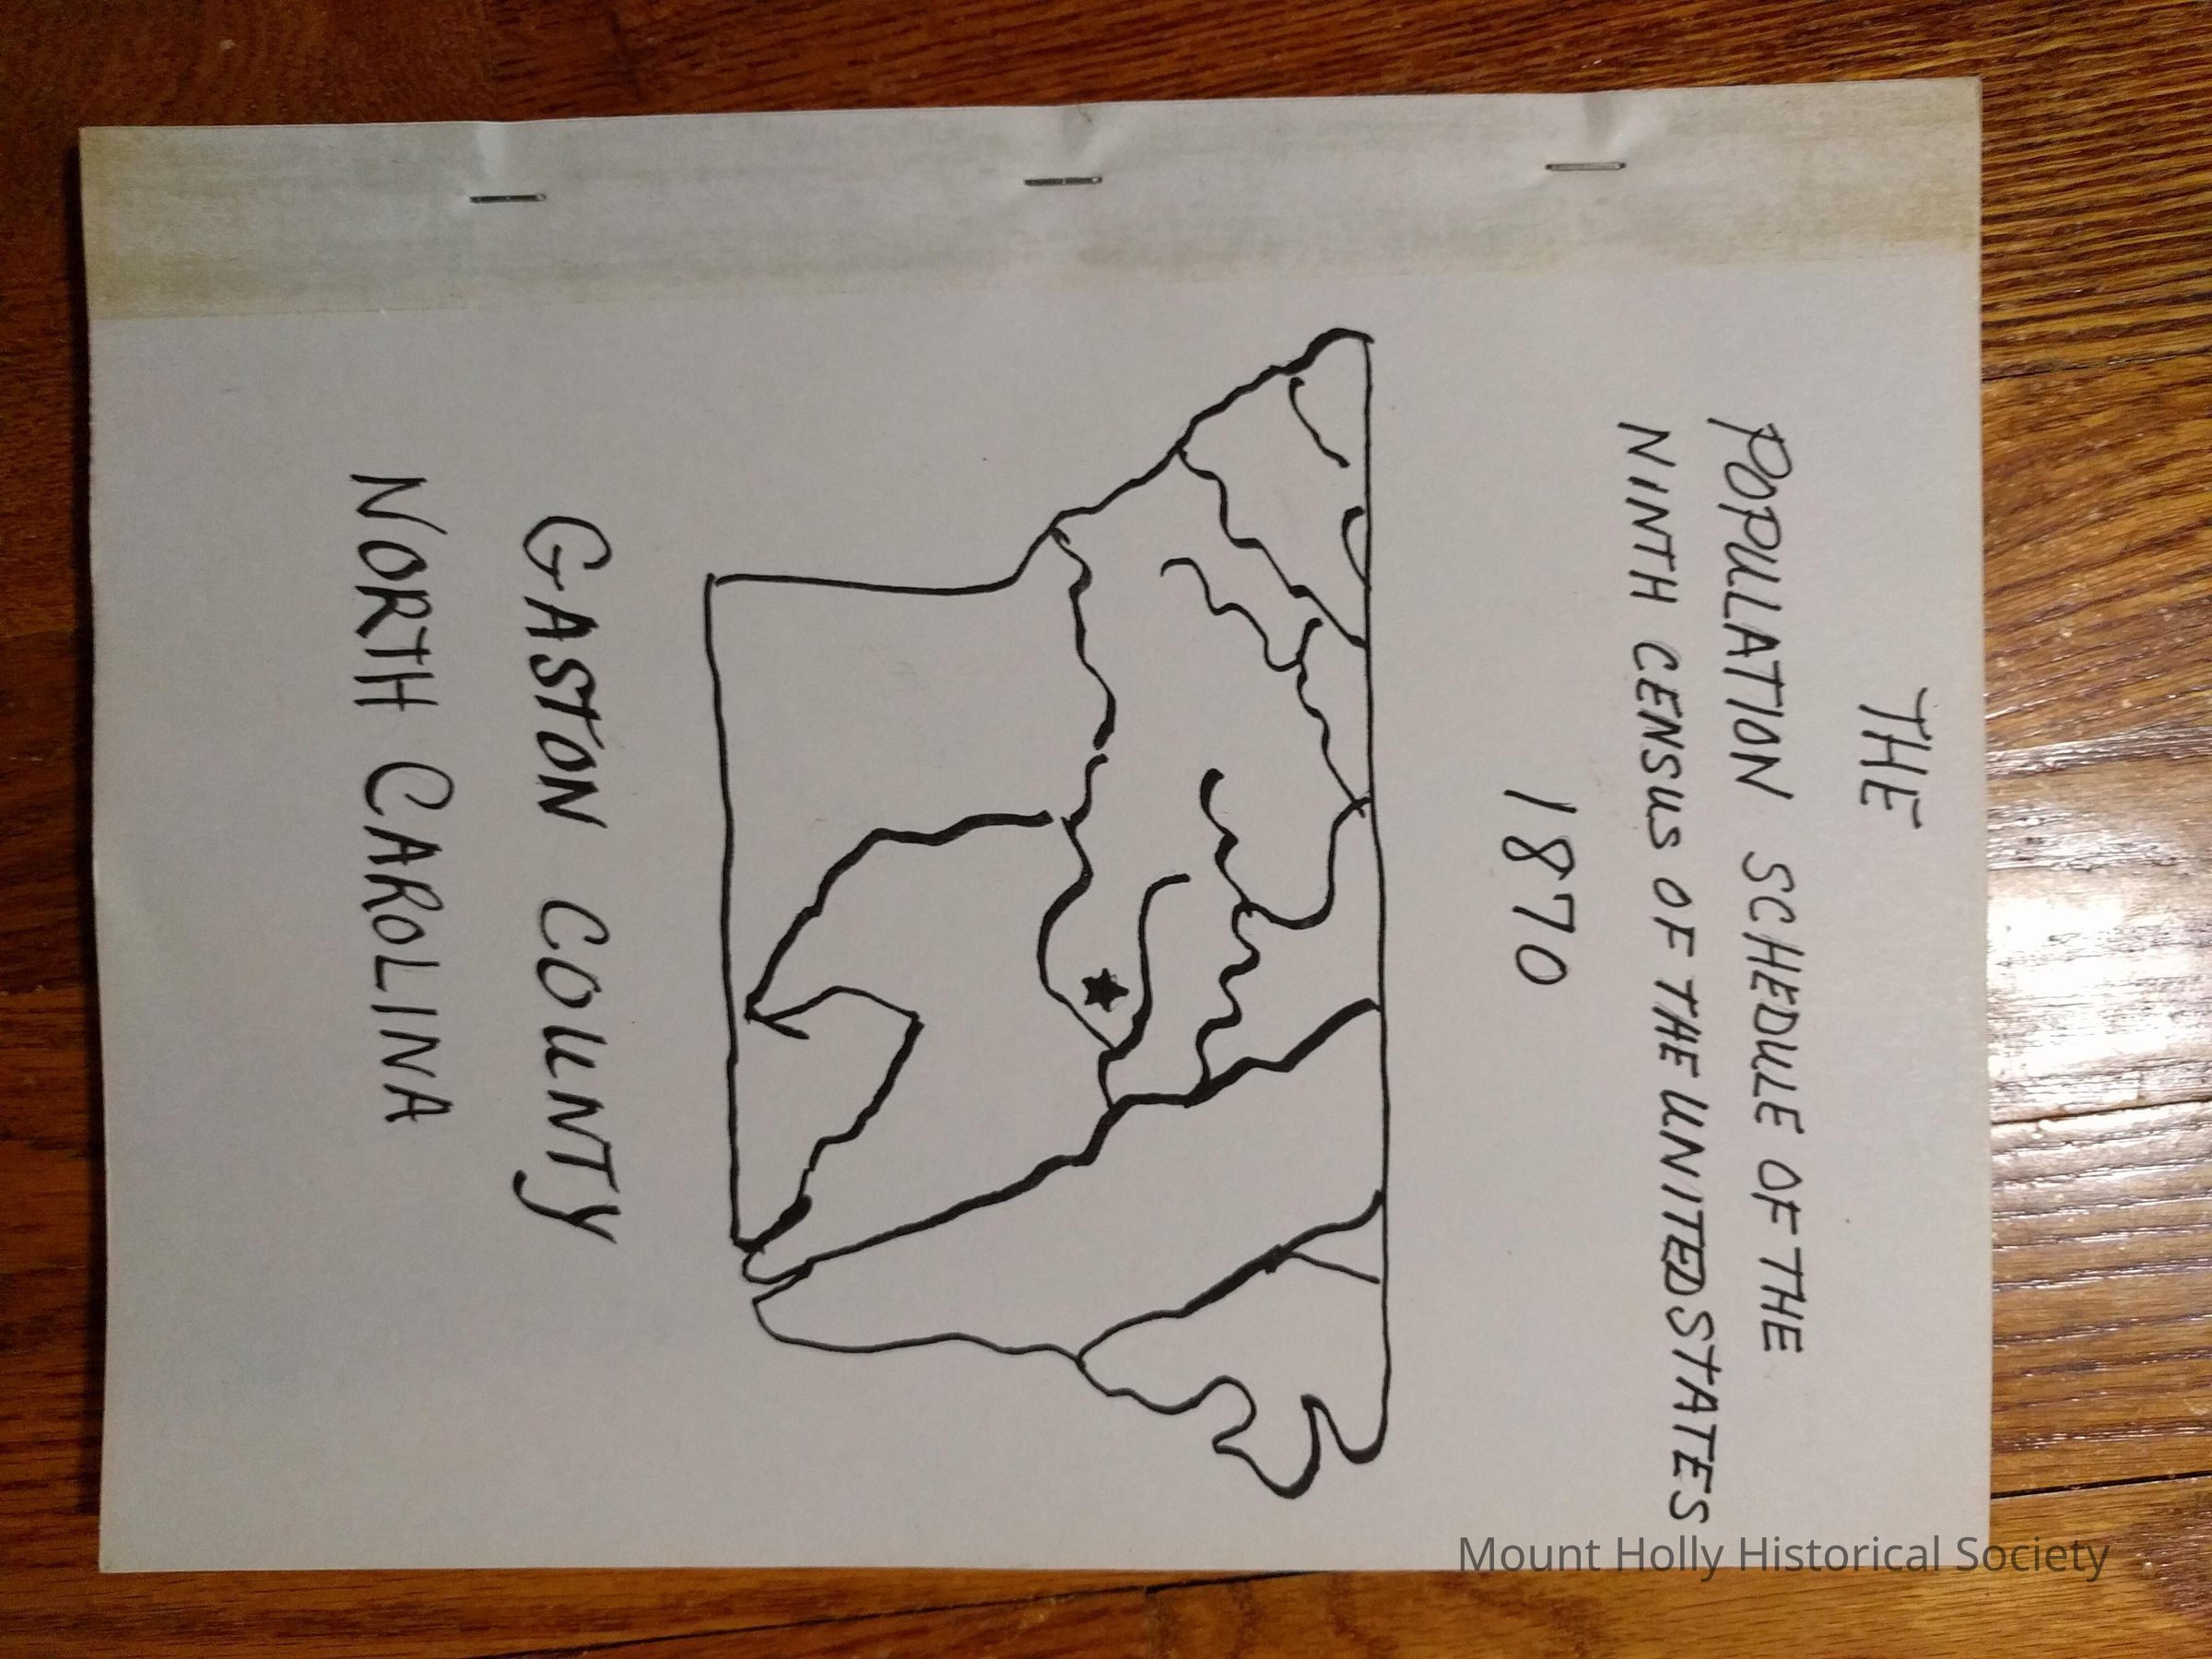 THE
POPULATION SCHEDULE OF THE
NINTH CENSUS OF THE UNITED STATES
1870
GASTON COUNTY
NORTH CAROLINA
Mount Holly Historical Society